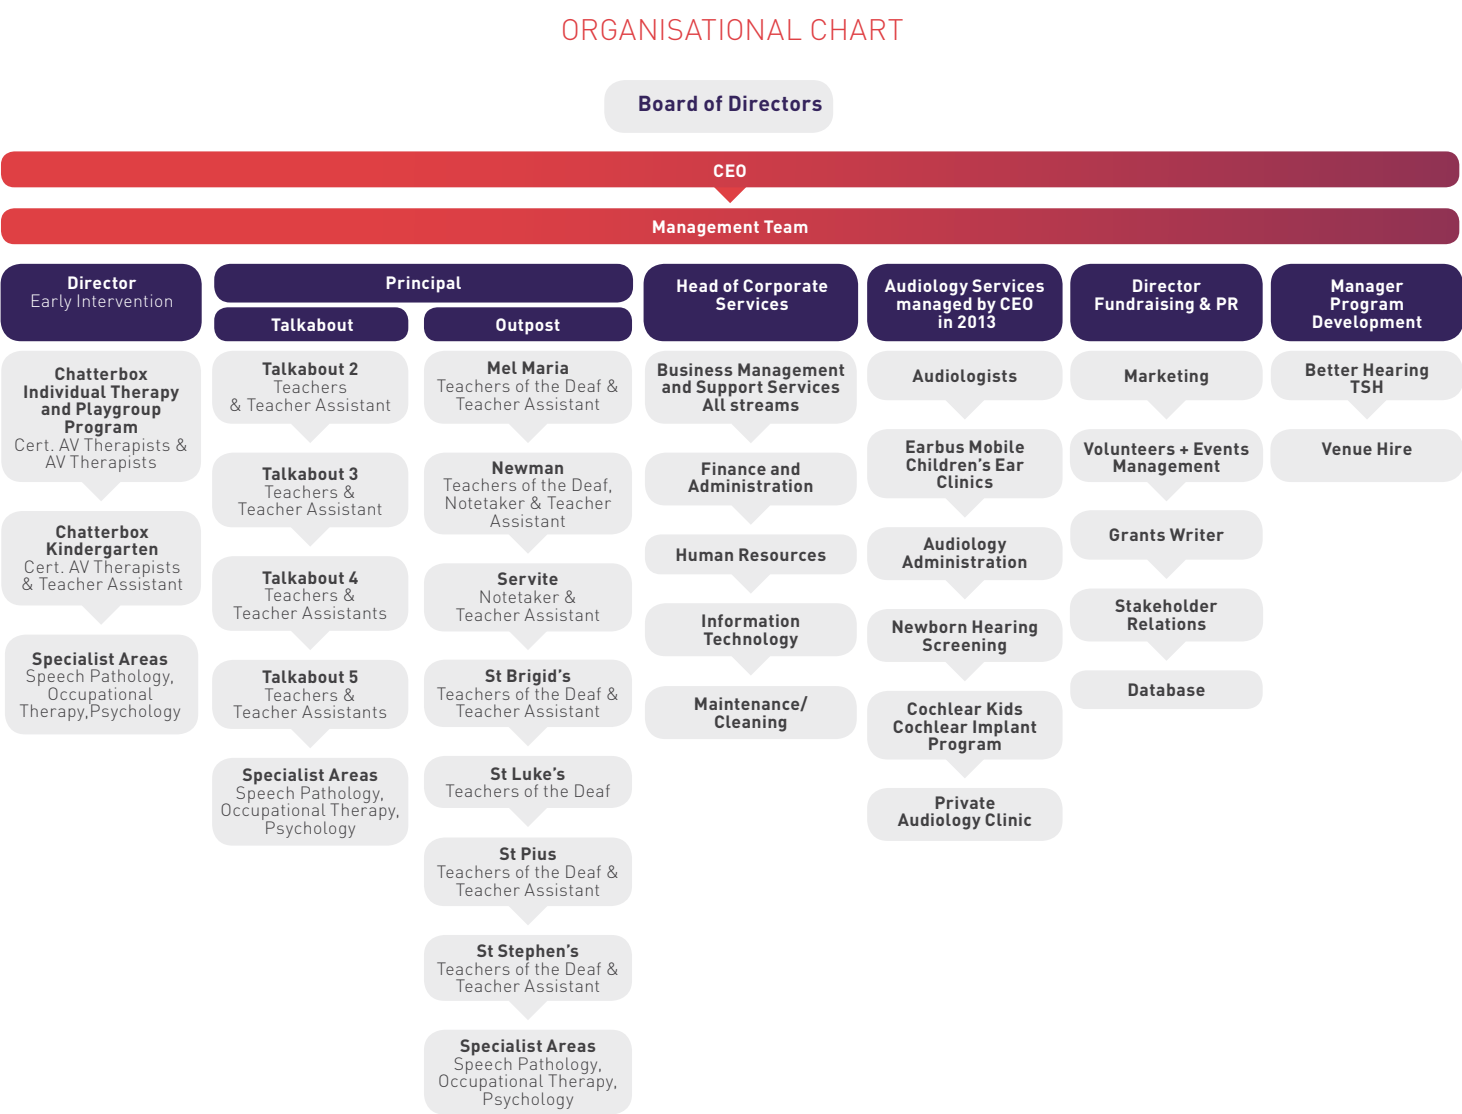 ORGANISATIONAL CHART
Board of Directors
CEO
Management Team
Director
Early Intervention
Chatterbox
Individual Therapy
and Playgroup
Program
Cert. AV Therapists &
AV Therapists
Chatterbox
Kindergarten
Cert. AV Therapists
& Teacher Assistant
Specialist Areas
Speech Pathology,
Occupational
Therapy,Psychology
Principal
Talkabout
Talkabout 2
Teachers
& Teacher Assistant
Talkabout 3
Teachers &
Teacher Assistant
Talkabout 4
Teachers &
Teacher Assistants
Talkabout 5
Teachers &
Teacher Assistants
Specialist Areas
Speech Pathology,
Occupational Therapy,
Psychology
Outpost
Mel Maria
Teachers of the Deaf &
Teacher Assistant
Newman
Teachers of the Deaf,
Notetaker & Teacher
Assistant
Servite
Notetaker &
Teacher Assistant
St Brigid’s
Teachers of the Deaf &
Teacher Assistant
St Luke’s
Teachers of the Deaf
St Pius
Teachers of the Deaf &
Teacher Assistant
St Stephen’s
Teachers of the Deaf &
Teacher Assistant
Specialist Areas
Speech Pathology,
Occupational Therapy,
Psychology
Head of Corporate
Services
Business Management
and Support Services
All streams
Finance and
Administration
Human Resources
Information
Technology
Maintenance/
Cleaning
Audiology Services
managed by CEO
in 2013
Audiologists
Earbus Mobile
Children’s Ear
Clinics
Audiology
Administration
Newborn Hearing
Screening
Cochlear Kids
Cochlear Implant
Program
Private
Audiology Clinic
Director
Fundraising & PR
Marketing
Volunteers + Events
Management
Grants Writer
Stakeholder
Relations
Database
Manager
Program
Development
Better Hearing
TSH
Venue Hire